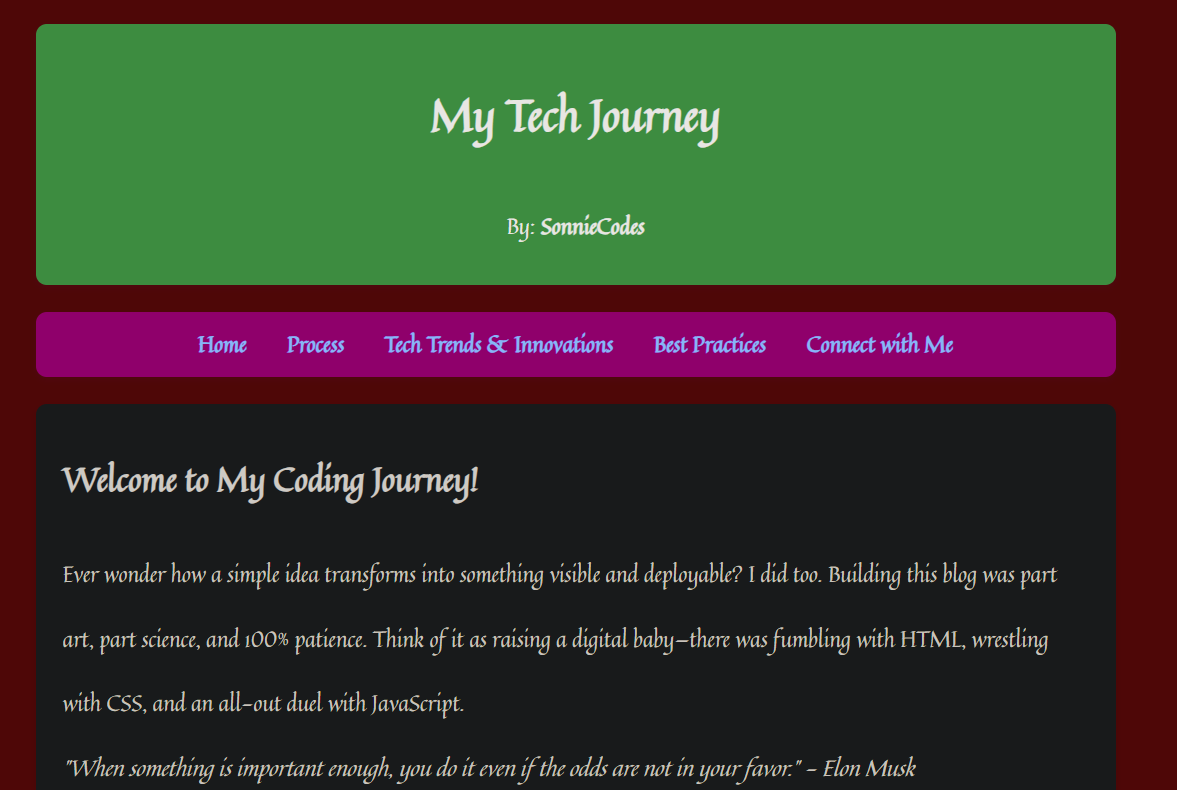 My Tech Journey
By: SonnieCodes
Home Process Tech Trends & Innovations Best Practices Connect with Me
Welcome to My Coding Journey!
Ever wonder how a simple idea transforms into something visible and deployable? I did too. Building this blog was part
art, part science, and 100% patience. Think of it as raising a digital baby—there was fumbling with HTML, wrestling
with CSS, and an all-out duel with JavaScript.
"When something is important enough, you do it even if the odds are not in your favor." - Elon Musk